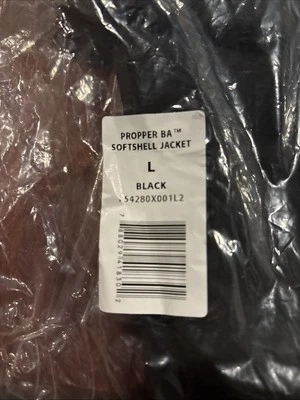 PROPPER BA™
SOFTSHELL JACKET
L
BLACK
54280X001L2